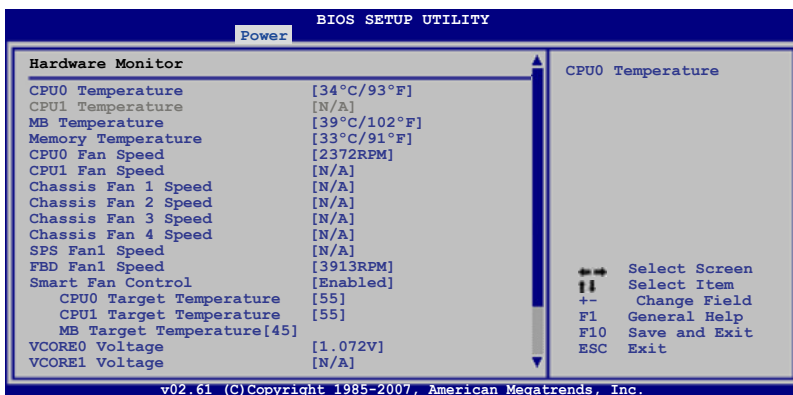 BIOS SETUP UTILITY
Power
Hardware Monitor
CPU0 Temperature [34°C/93°F]
CPU1 Temperature [N/A]
MB Temperature [39°C/102°F]
Memory Temperature [33°C/91°F]
CPU0 Fan Speed [2372RPM]
CPU1 Fan Speed [N/A]
Chassis Fan 1 Speed [N/A]
Chassis Fan 2 Speed [N/A]
Chassis Fan 3 Speed [N/A]
Chassis Fan 4 Speed [N/A]
SPS Fan1 Speed [N/A]
FBD Fan1 Speed [3913RPM]
Smart Fan Control [Enabled]
CPU0 Target Temperature [55]
CPU1 Target Temperature [55]
MB Target Temperature[45]
VCORE0 Voltage [1.072V]
VCORE1 Voltage [N/A]
CPU0 Temperature
Select Screen
Select Item
+- Change Field
F1 General Help
F10 Save and Exit
ESC Exit
v02.61 (C)Copyright 1985-2007, American Megatrends, Inc.